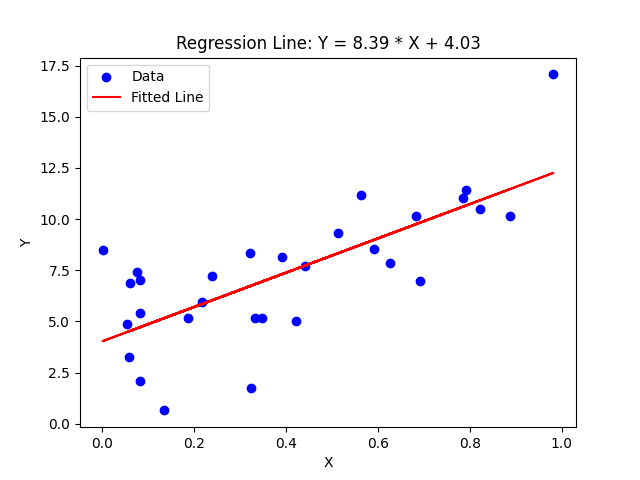 Regression Line: Y = 8.39 * X + 4.03
Data
Fitted Line
17.5
15.0
12.5
10.0
7.5
5.0
2.5
0.0
Y
0.0 0.2 0.4 0.6 0.8 1.0
X